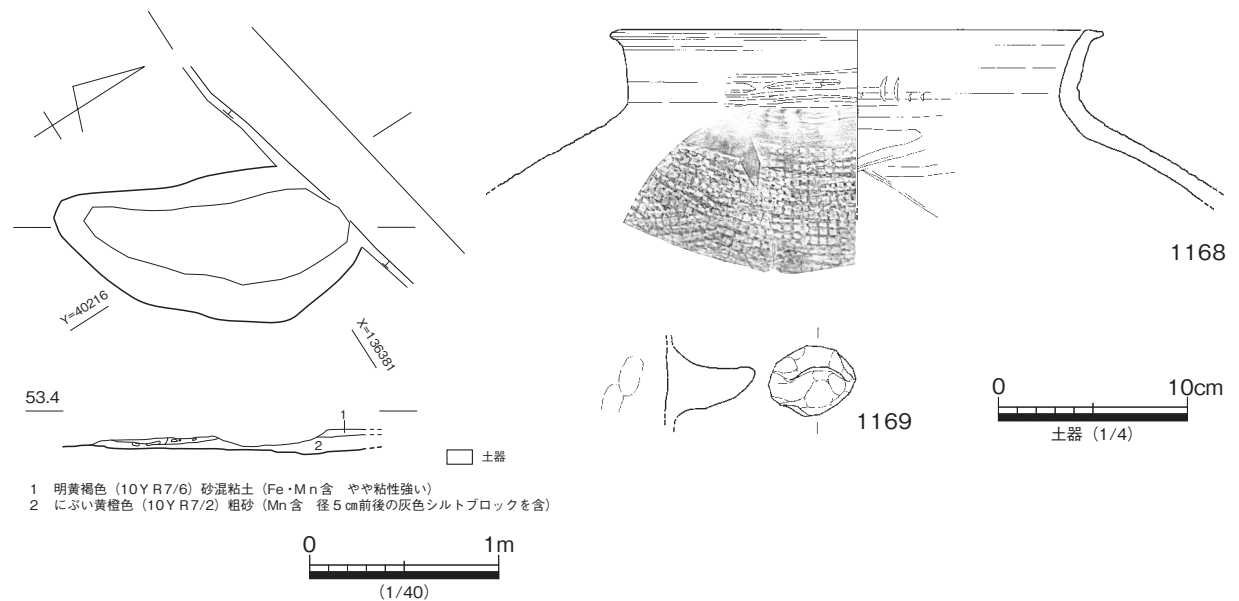 Y=40216
X=136381
53.4
1
2
土器
1 明黄褐色（10ＹＲ7/6）砂混粘土（Fe・Mｎ含 やや粘性強い）
2 にぶい黄橙色（10ＹＲ7/2）粗砂（Mn含 径５㎝前後の灰色シルトブロックを含）
0 1m
(1/40)
1168
1169
0 10cm
土器（1/4）